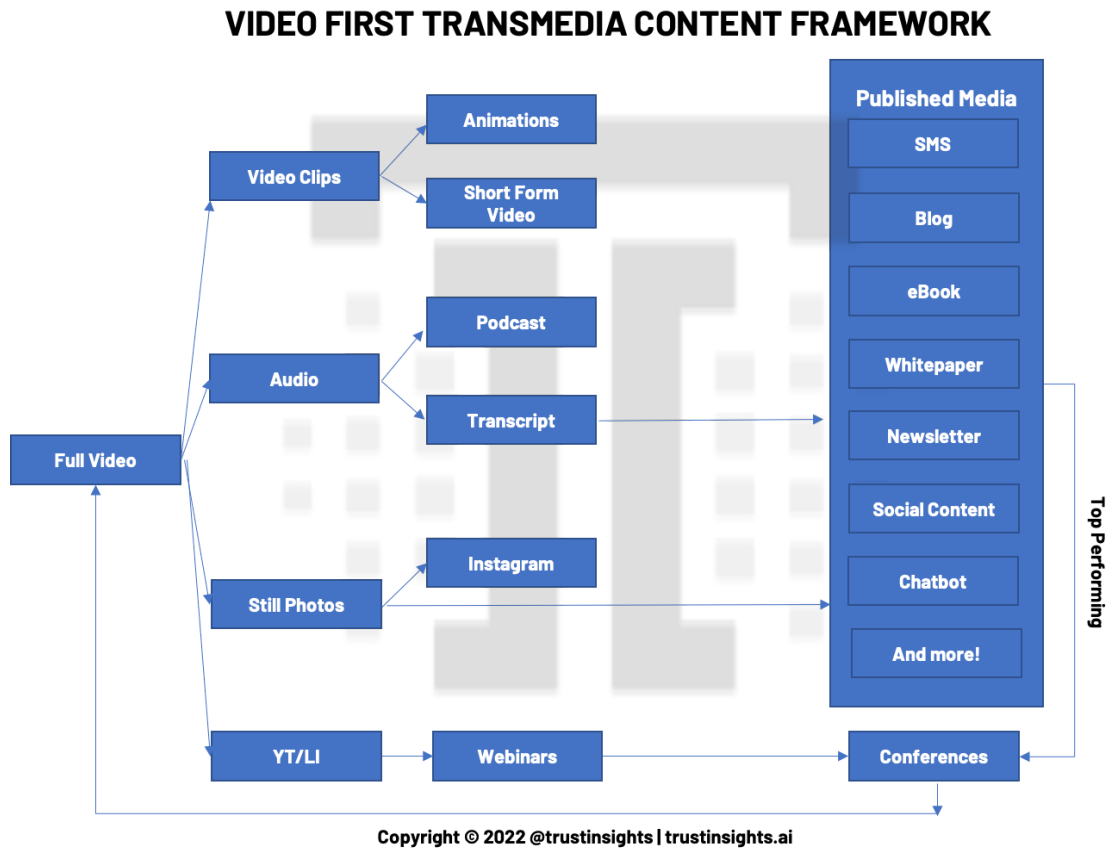 VIDEO FIRST TRANSMEDIA CONTENT FRAMEWORK
Animations
Video Clips
Short Form
Video
Podcast
Audio
Transcript
Full Video
Instagram
Still Photos
YT/LI
Webinars
Published Media
SMS
Blog
eBook
Whitepaper
Newsletter
Social Content
Chatbot
And more!
Conferences
Top Performing
Copyright © 2022 @trustinsights | trustinsights.ai